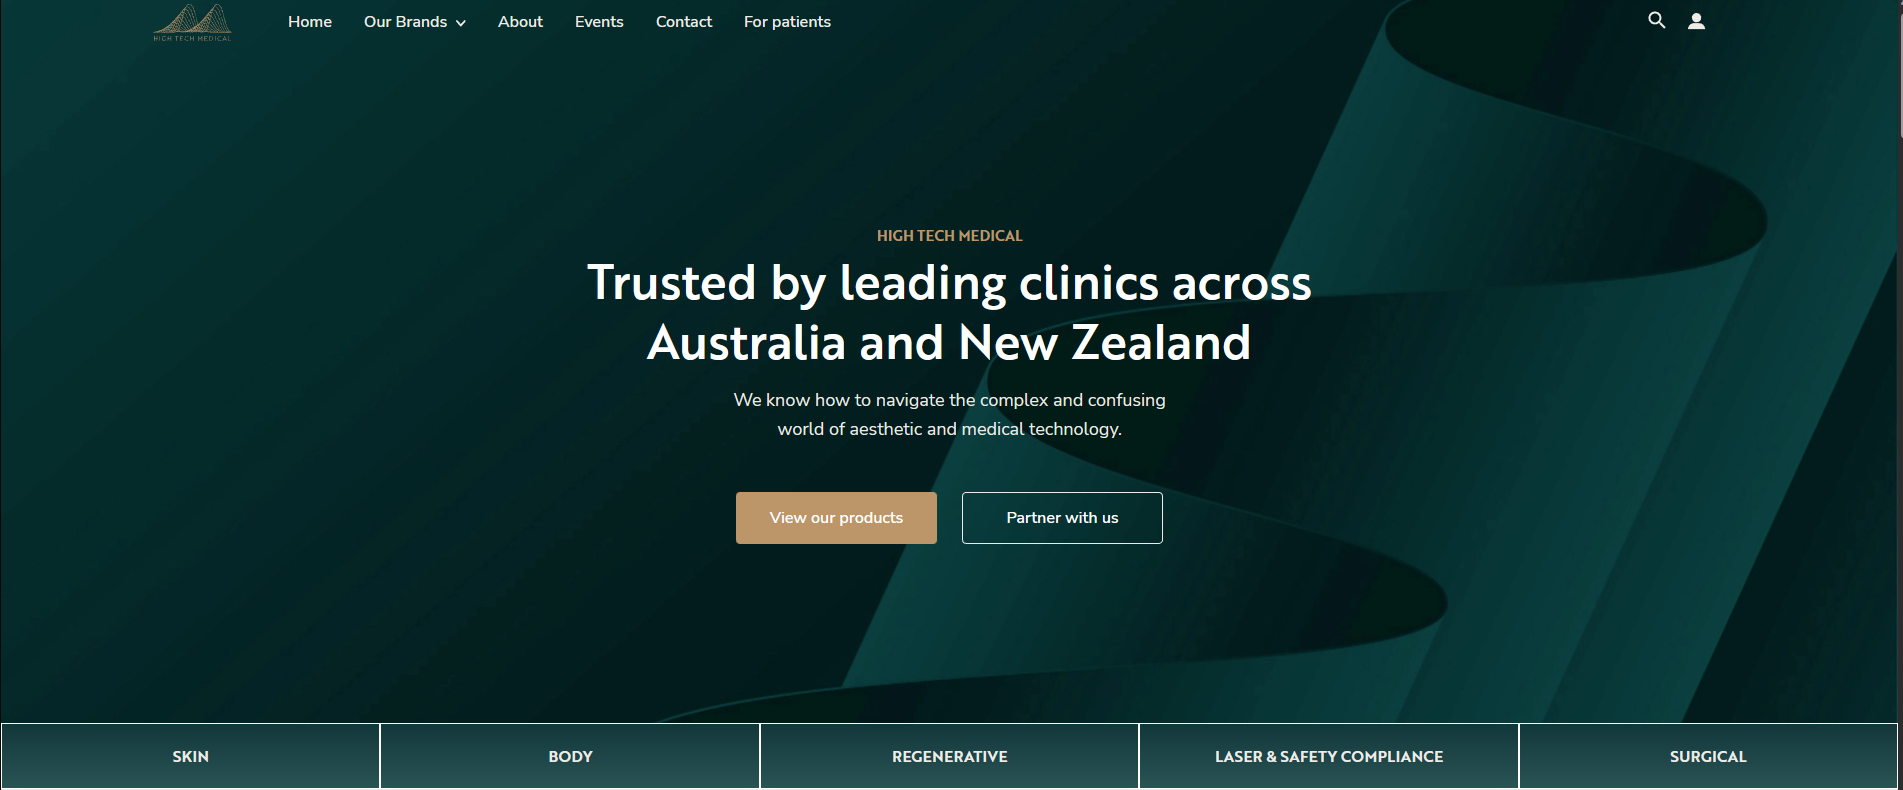 HIGH TECH MEDICAL
Home
Our Brands
About
Events
Contact
For patients
HIGH TECH MEDICAL
Trusted by leading clinics across
Australia and New Zealand
We know how to navigate the complex and confusing
world of aesthetic and medical technology.
View our products
Partner with us
SKIN
BODY
REGENERATIVE
LASER & SAFETY COMPLIANCE
SURGICAL